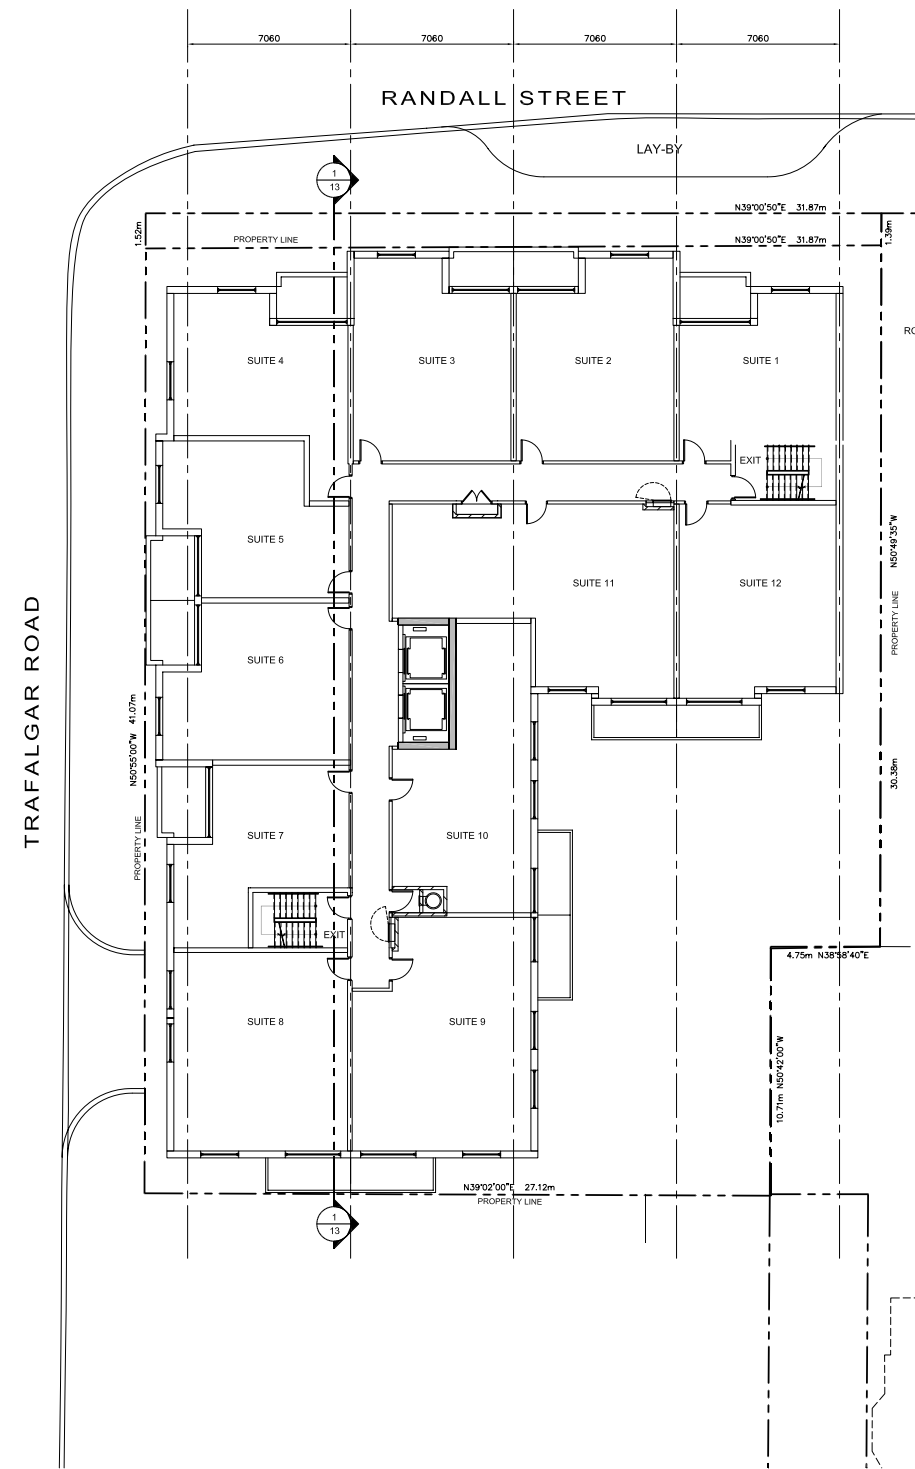 7060
7060
7060
7060
RANDALL STREET
LAY-BY
1
13
N39°00'50"E 31.87m
1.52m
PROPERTY LINE
N39°00'50"E 31.87m
1.39m
RO
SUITE 4
SUITE 3
SUITE 2
SUITE 1
EXIT
SUITE 5
SUITE 11
SUITE 12
N50°49'35"W
PROPERTY LINE
TRAFALGAR ROAD
SUITE 6
N50°55'00"W 41.07m
30.38m
PROPERTY LINE
SUITE 7
SUITE 10
EXIT
4.75m N38°58'40"E
SUITE 8
SUITE 9
10.71m N50°42'00"W
N39°02'00"E 27.12m
PROPERTY LINE
1
13